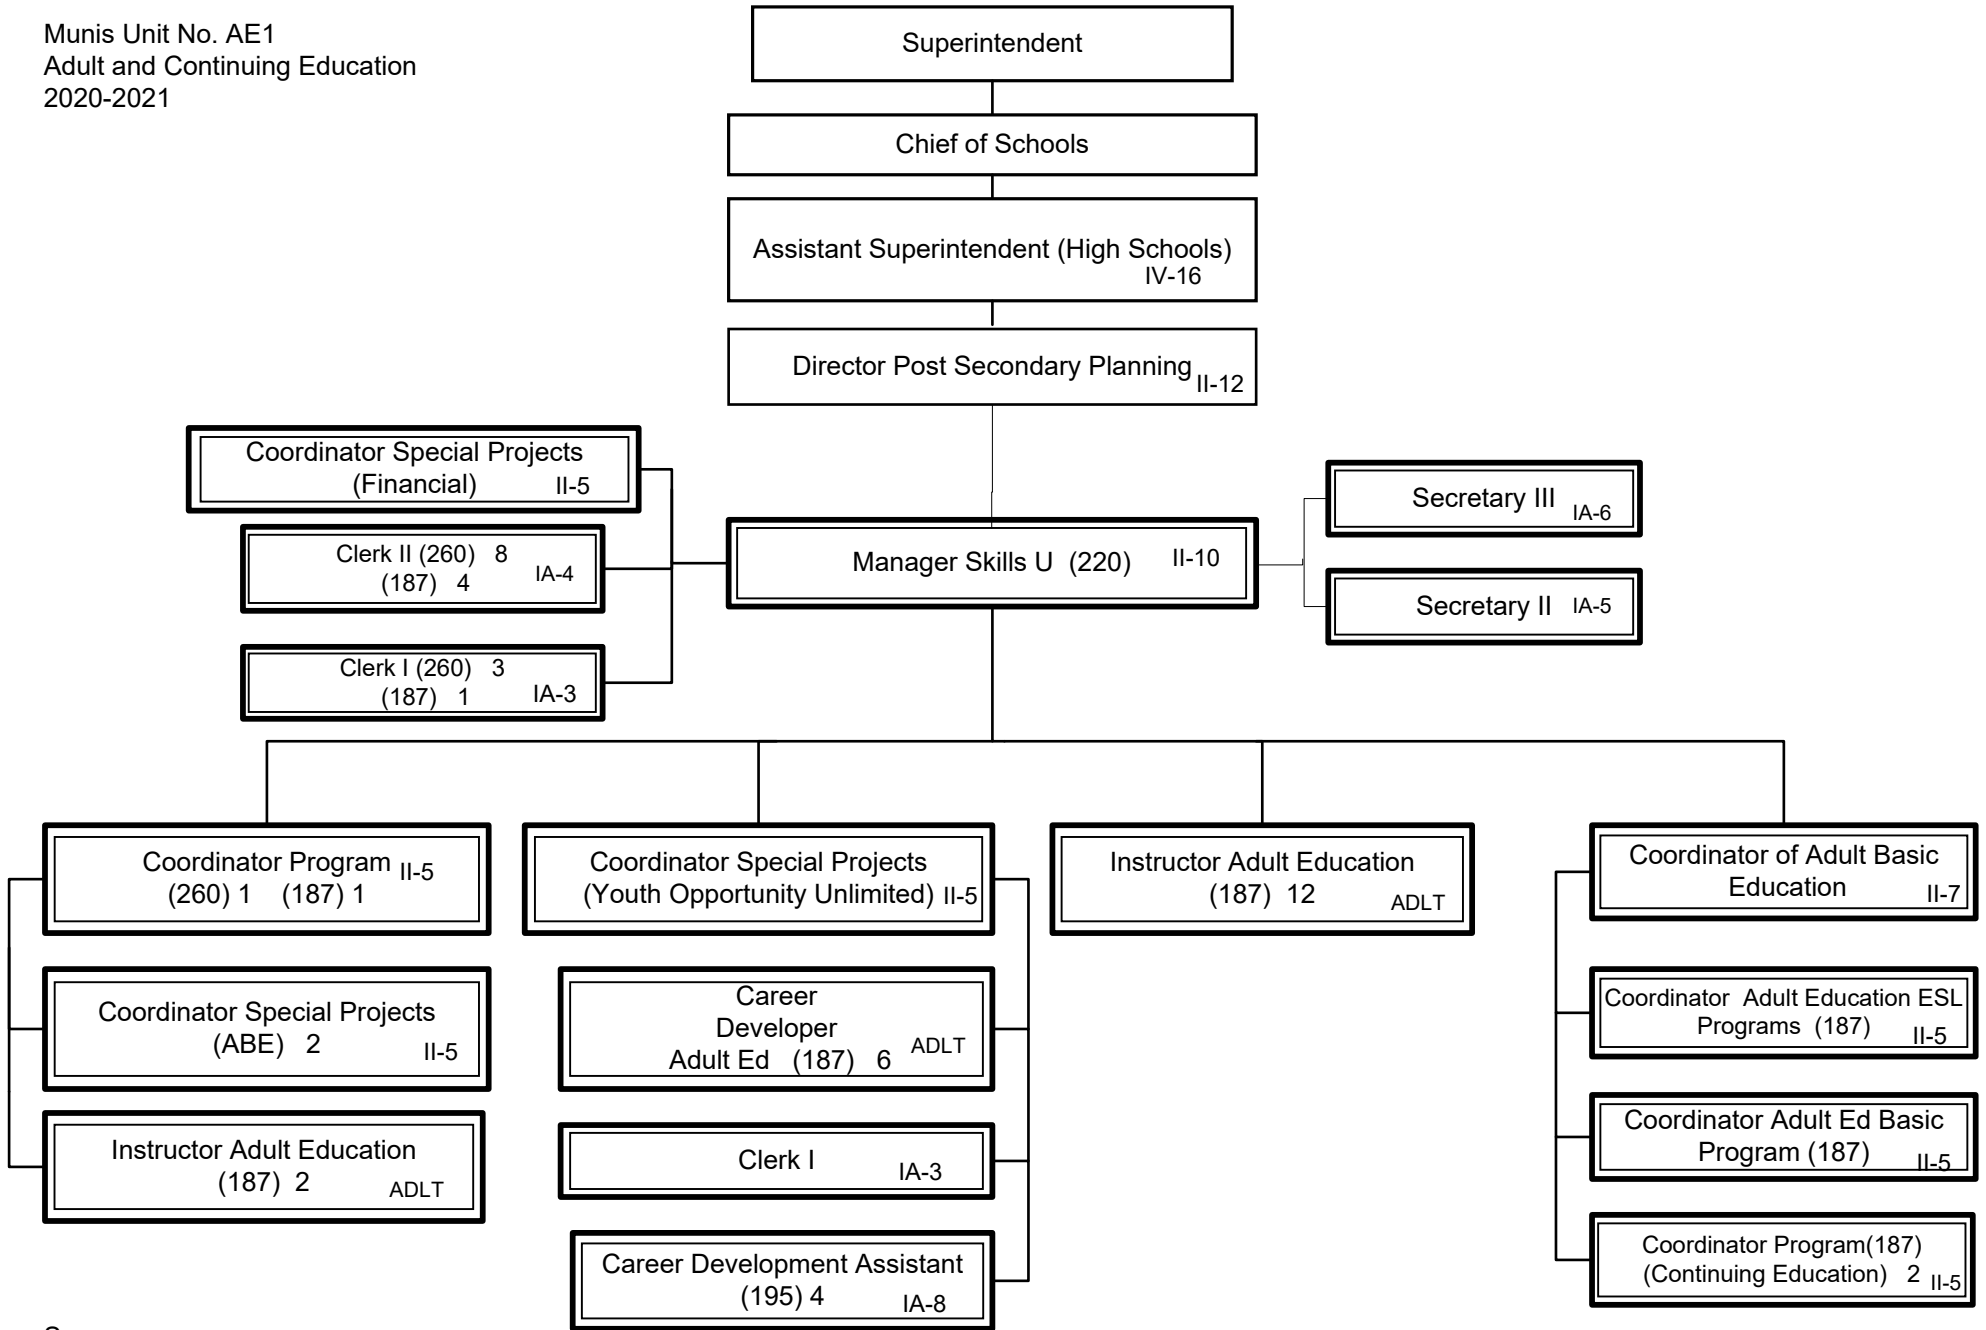 Munis Unit No. AE1
Adult and Continuing Education
2020-2021
Superintendent
Chief of Schools
Assistant Superintendent (High Schools)
IV-16
Director Post Secondary Planning II-12
Coordinator Special Projects
(Financial) II-5
Clerk II (260) 8
(187) 4 IA-4
Clerk I (260) 3
(187) 1 IA-3
Manager Skills U (220) II-10
Secretary III IA-6
Secretary II IA-5
Coordinator Program II-5
(260) 1 (187) 1
Coordinator Special Projects
(ABE) 2 II-5
Instructor Adult Education
(187) 2 ADLT
Coordinator Special Projects
(Youth Opportunity Unlimited) II-5
Career
Developer
Adult Ed (187) 6 ADLT
Clerk I IA-3
Career Development Assistant
(195) 4 IA-8
Instructor Adult Education
(187) 12 ADLT
Coordinator of Adult Basic
Education II-7
Coordinator Adult Education ESL
Programs (187) II-5
Coordinator Adult Ed Basic
Program (187) II-5
Coordinator Program(187)
(Continuing Education) 2 II-5